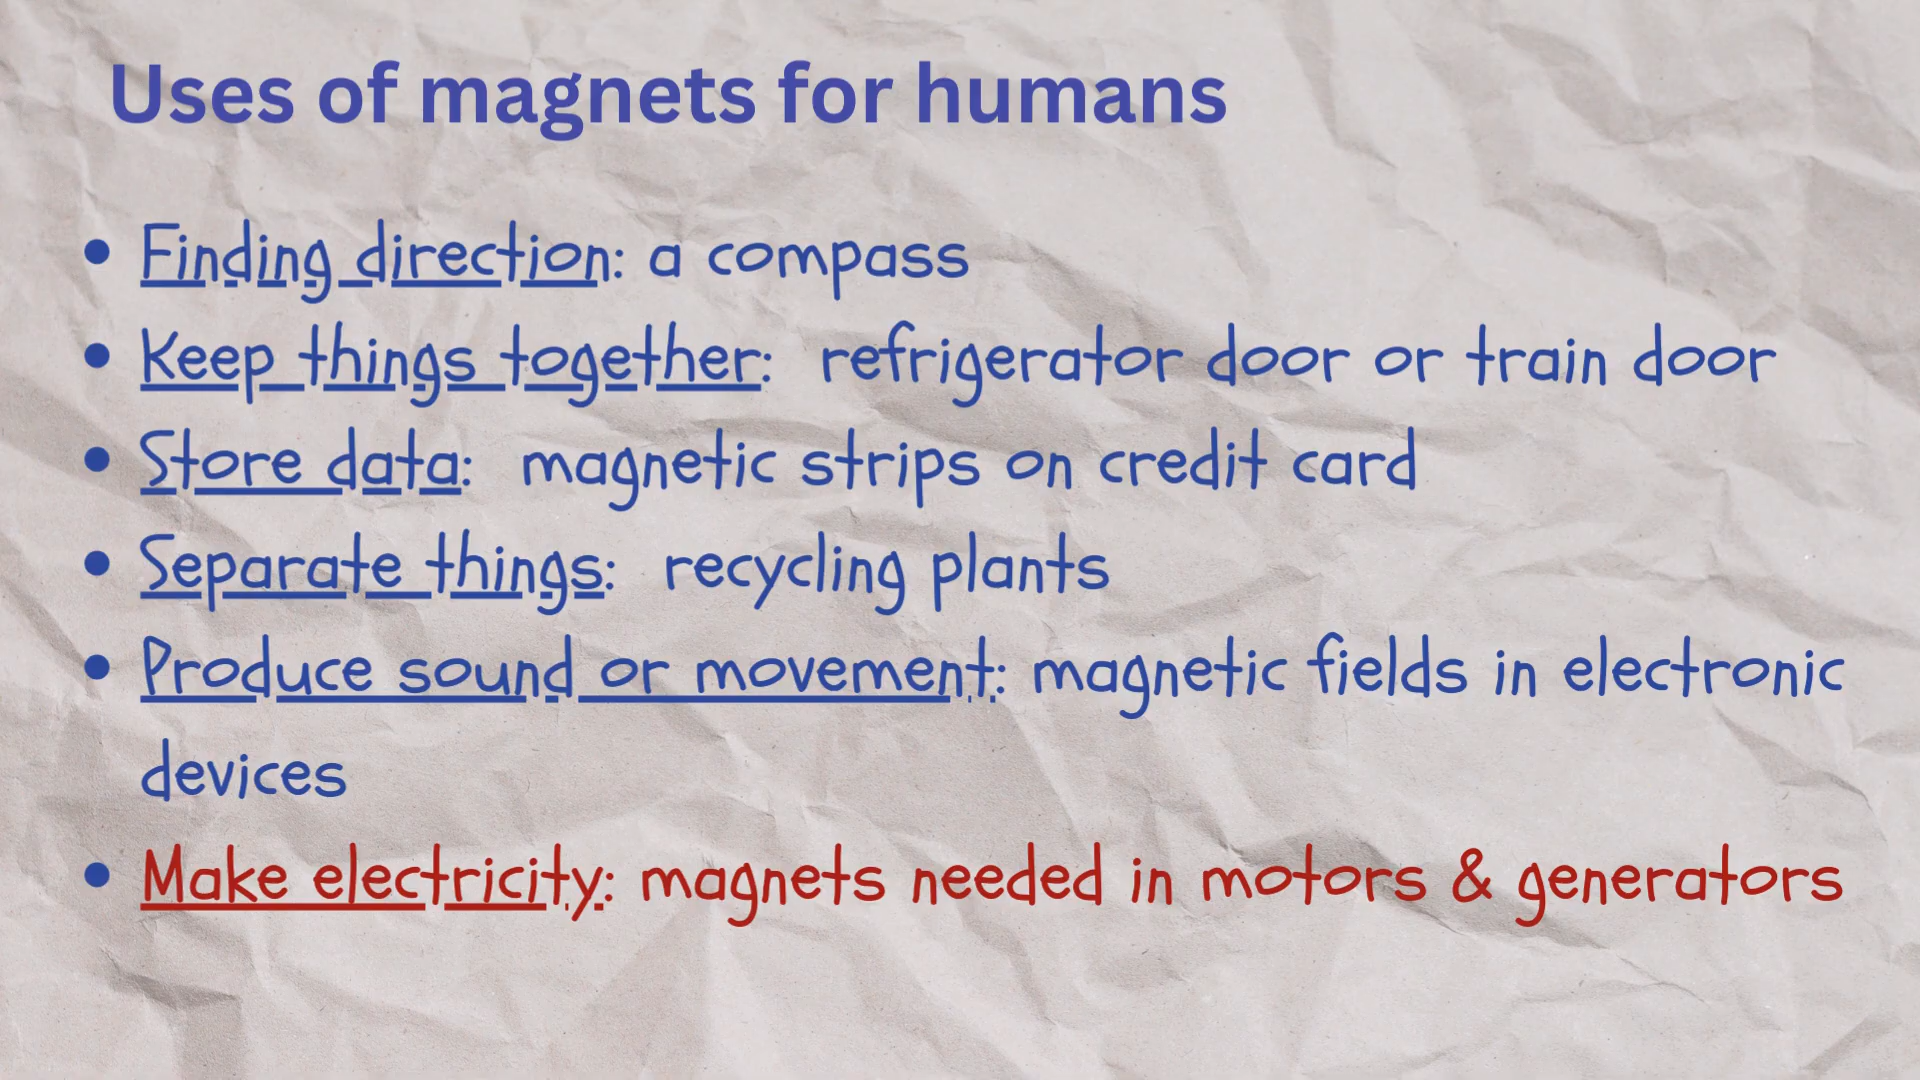 Uses of magnets for humans
• Finding direction: a compass
• Keep things together: refrigerator door or train door
• Store data: magnetic strips on credit card
• Separate things: recycling plants
• Produce sound or movement: magnetic fields in electronic
devices
• Make electricity: magnets needed in motors & generators